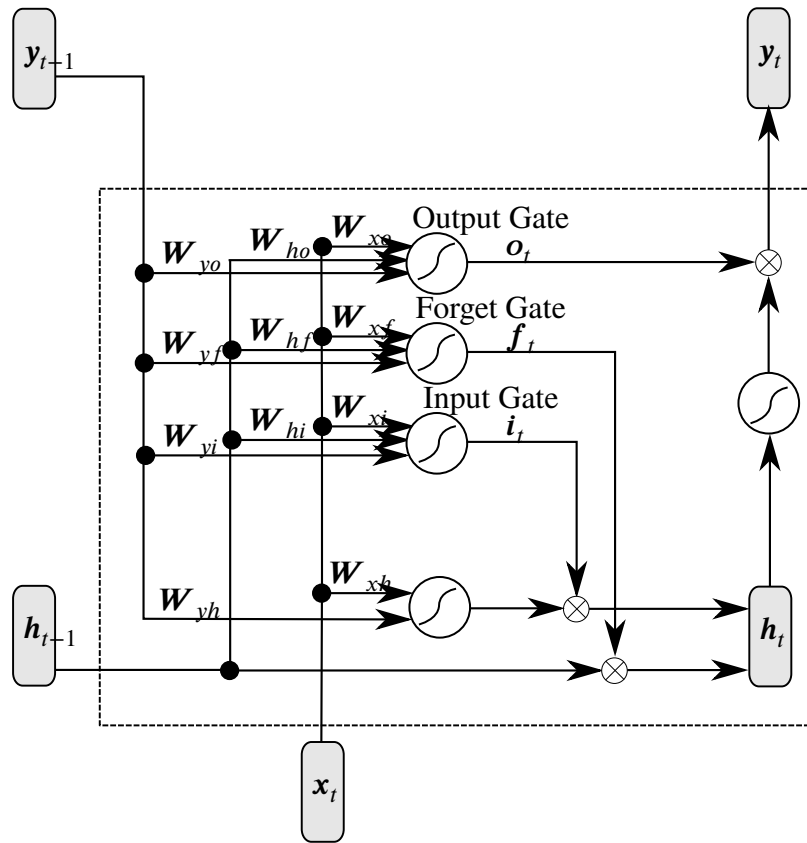 y_{t-1}
y_t
Output Gate
W_{xo}
W_{ho}
o_t
W_{yo}
Forget Gate
W_{xf}
W_{hf}
f_t
W_{yf}
Input Gate
W_{xi}
W_{hi}
i_t
W_{yi}
W_{xh}
W_{yh}
h_{t-1}
h_t
x_t